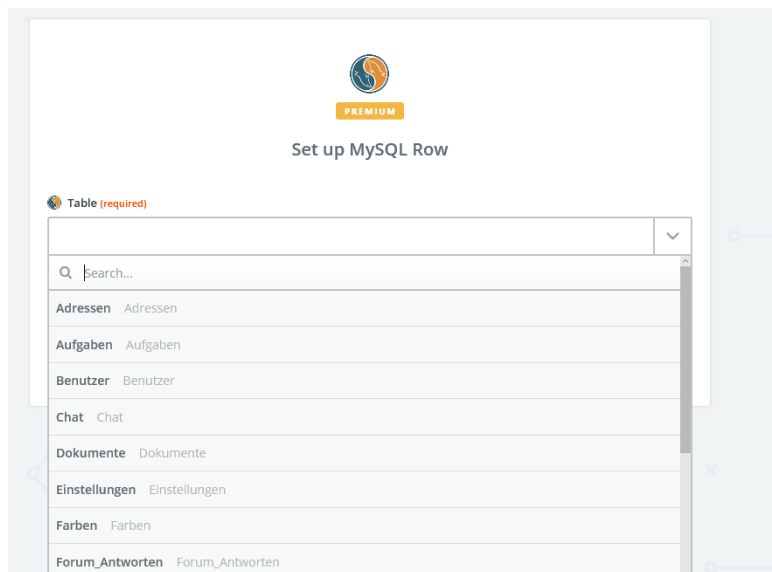 PREMIUM
Set up MySQL Row
Table (required)
Search...
Adressen Adressen
Aufgaben Aufgaben
Benutzer Benutzer
Chat Chat
Dokumente Dokumente
Einstellungen Einstellungen
Farben Farben
Forum_Antworten Forum_Antworten